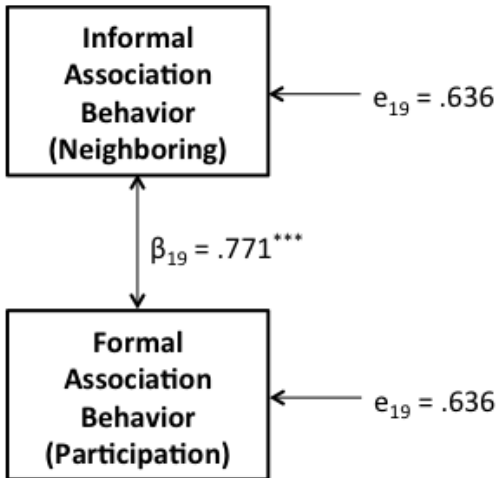 Informal
Association
Behavior
(Neighboring)
e₁₉ = .636
β₁₉ = .771***
Formal
Association
Behavior
(Participation)
e₁₉ = .636